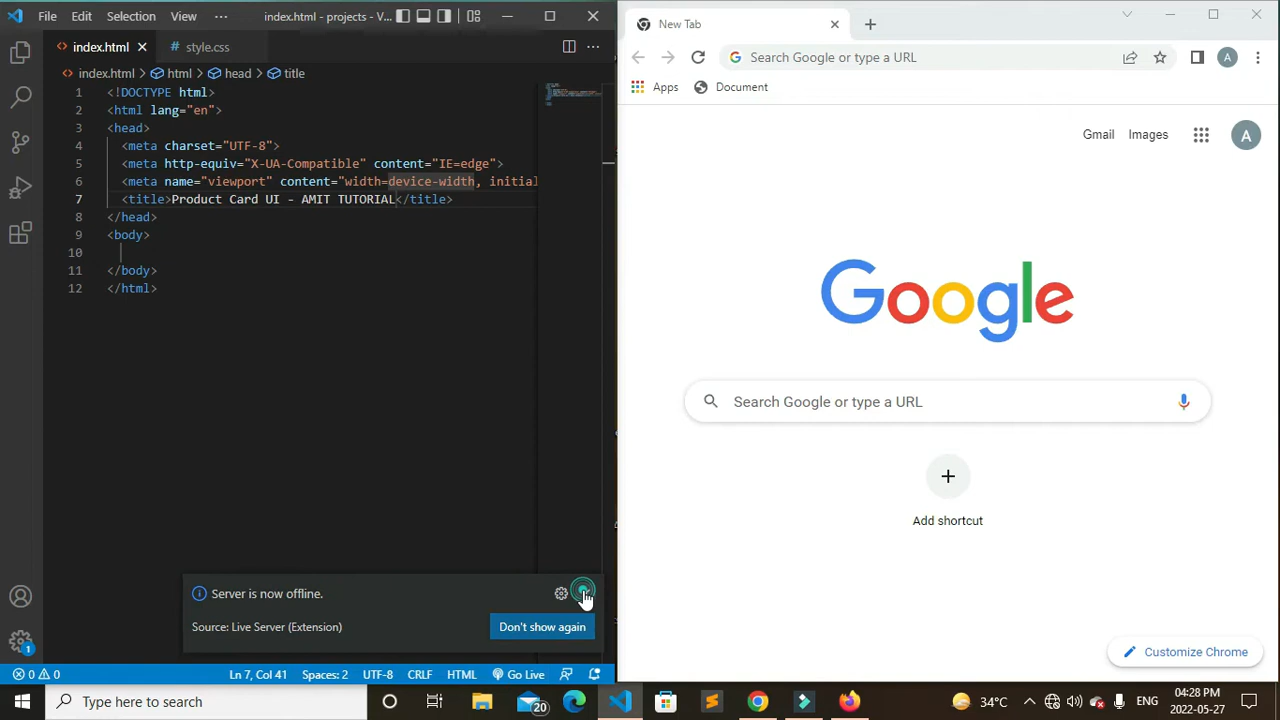 File Edit Selection View ··· index.html - projects - V...
index.html style.css
index.html > html > head > title
1 <!DOCTYPE html>
2 <html lang="en">
3 <head>
4 <meta charset="UTF-8">
5 <meta http-equiv="X-UA-Compatible" content="IE=edge">
6 <meta name="viewport" content="width=device-width, initial
7 <title>Product Card UI - AMIT TUTORIAL</title>
8 </head>
9 <body>
10
11 </body>
12 </html>
Server is now offline.
Source: Live Server (Extension)
Don't show again
1
0 0 Ln 7, Col 41 Spaces: 2 UTF-8 CRLF HTML Go Live
New Tab
Search Google or type a URL
A
Apps Document
Gmail Images A
Google
Search Google or type a URL
Add shortcut
Customize Chrome
Type here to search
20
34°C ENG
04:28 PM
2022-05-27